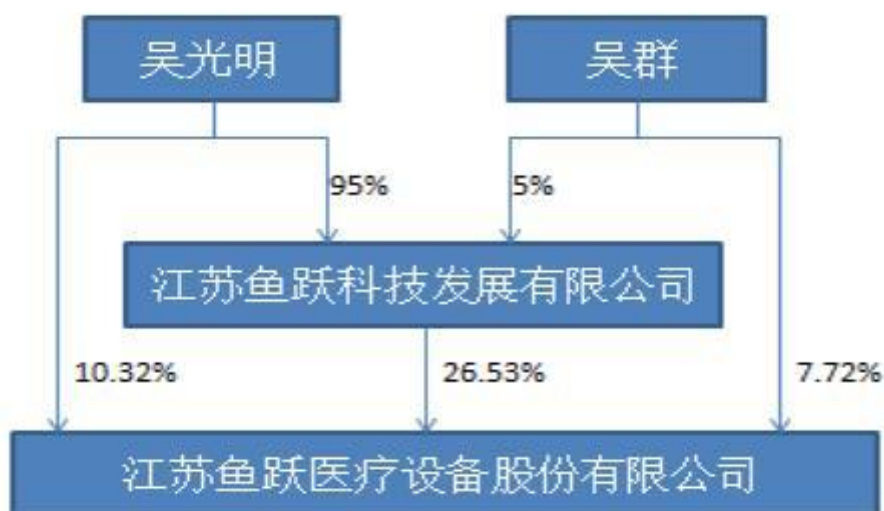 吴光明
吴群
95%
5%
江苏鱼跃科技发展有限公司
10.32%
26.53%
7.72%
江苏鱼跃医疗设备股份有限公司